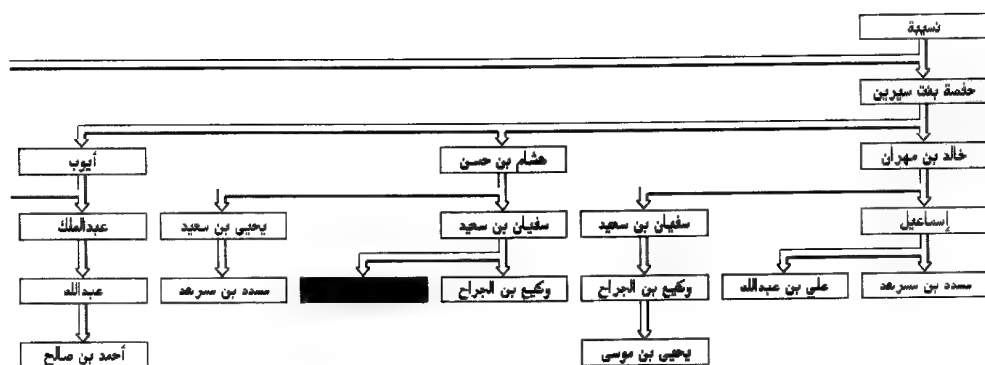 نسيبة
حفصة بنت سيرين
خالد بن مهران
هشام بن حسن
أيوب
إسماعيل
سفيان بن سعيد
سفيان بن سعيد
يحيى بن سعيد
عبدالملك
مسدد بن مسرهد
علي بن عبدالله
وكيع بن الجراح
وكيع بن الجراح
مسدد بن مسرهد
عبدالله
يحيى بن موسى
أحمد بن صالح